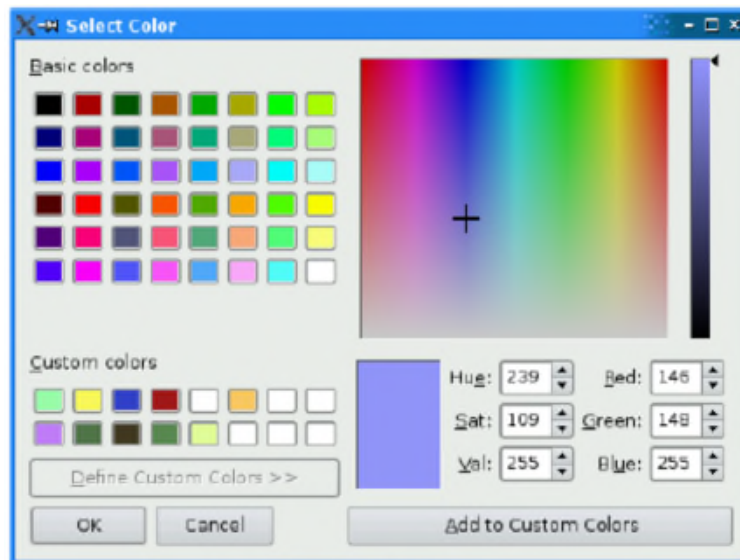 Select Color
Basic colors
Custom colors
Define Custom Colors >>
OK Cancel
Hue: 239 Red: 146
Sat: 109 Green: 148
Val: 255 Blue: 255
Add to Custom Colors